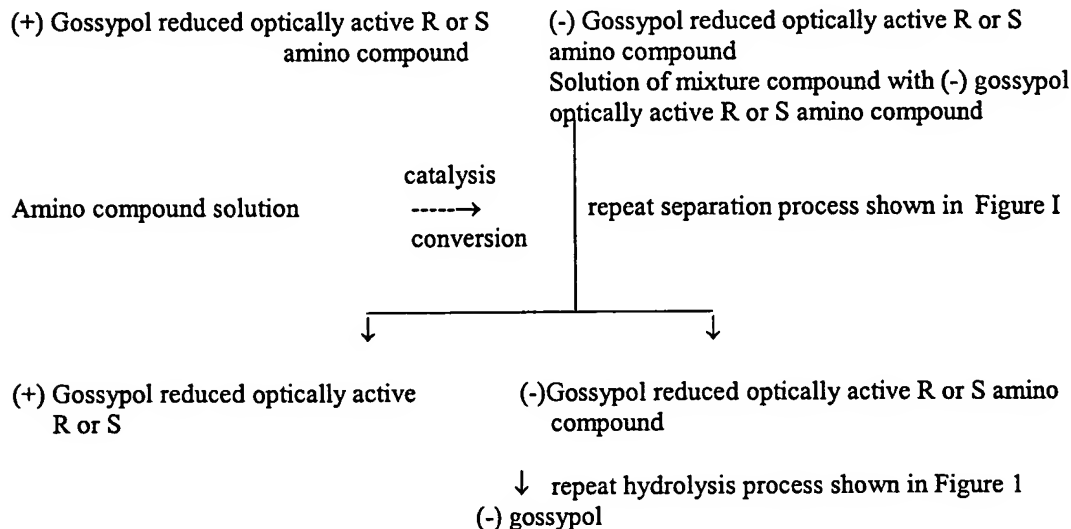 (+) Gossypol reduced optically active R or S
amino compound
(-) Gossypol reduced optically active R or S
amino compound
Solution of mixture compound with (-) gossypol
optically active R or S amino compound
Amino compound solution
catalysis
-----→
conversion
repeat separation process shown in Figure I
↓ ↓
(+) Gossypol reduced optically active
R or S
(-)Gossypol reduced optically active R or S amino
compound
↓ repeat hydrolysis process shown in Figure 1
(-) gossypol